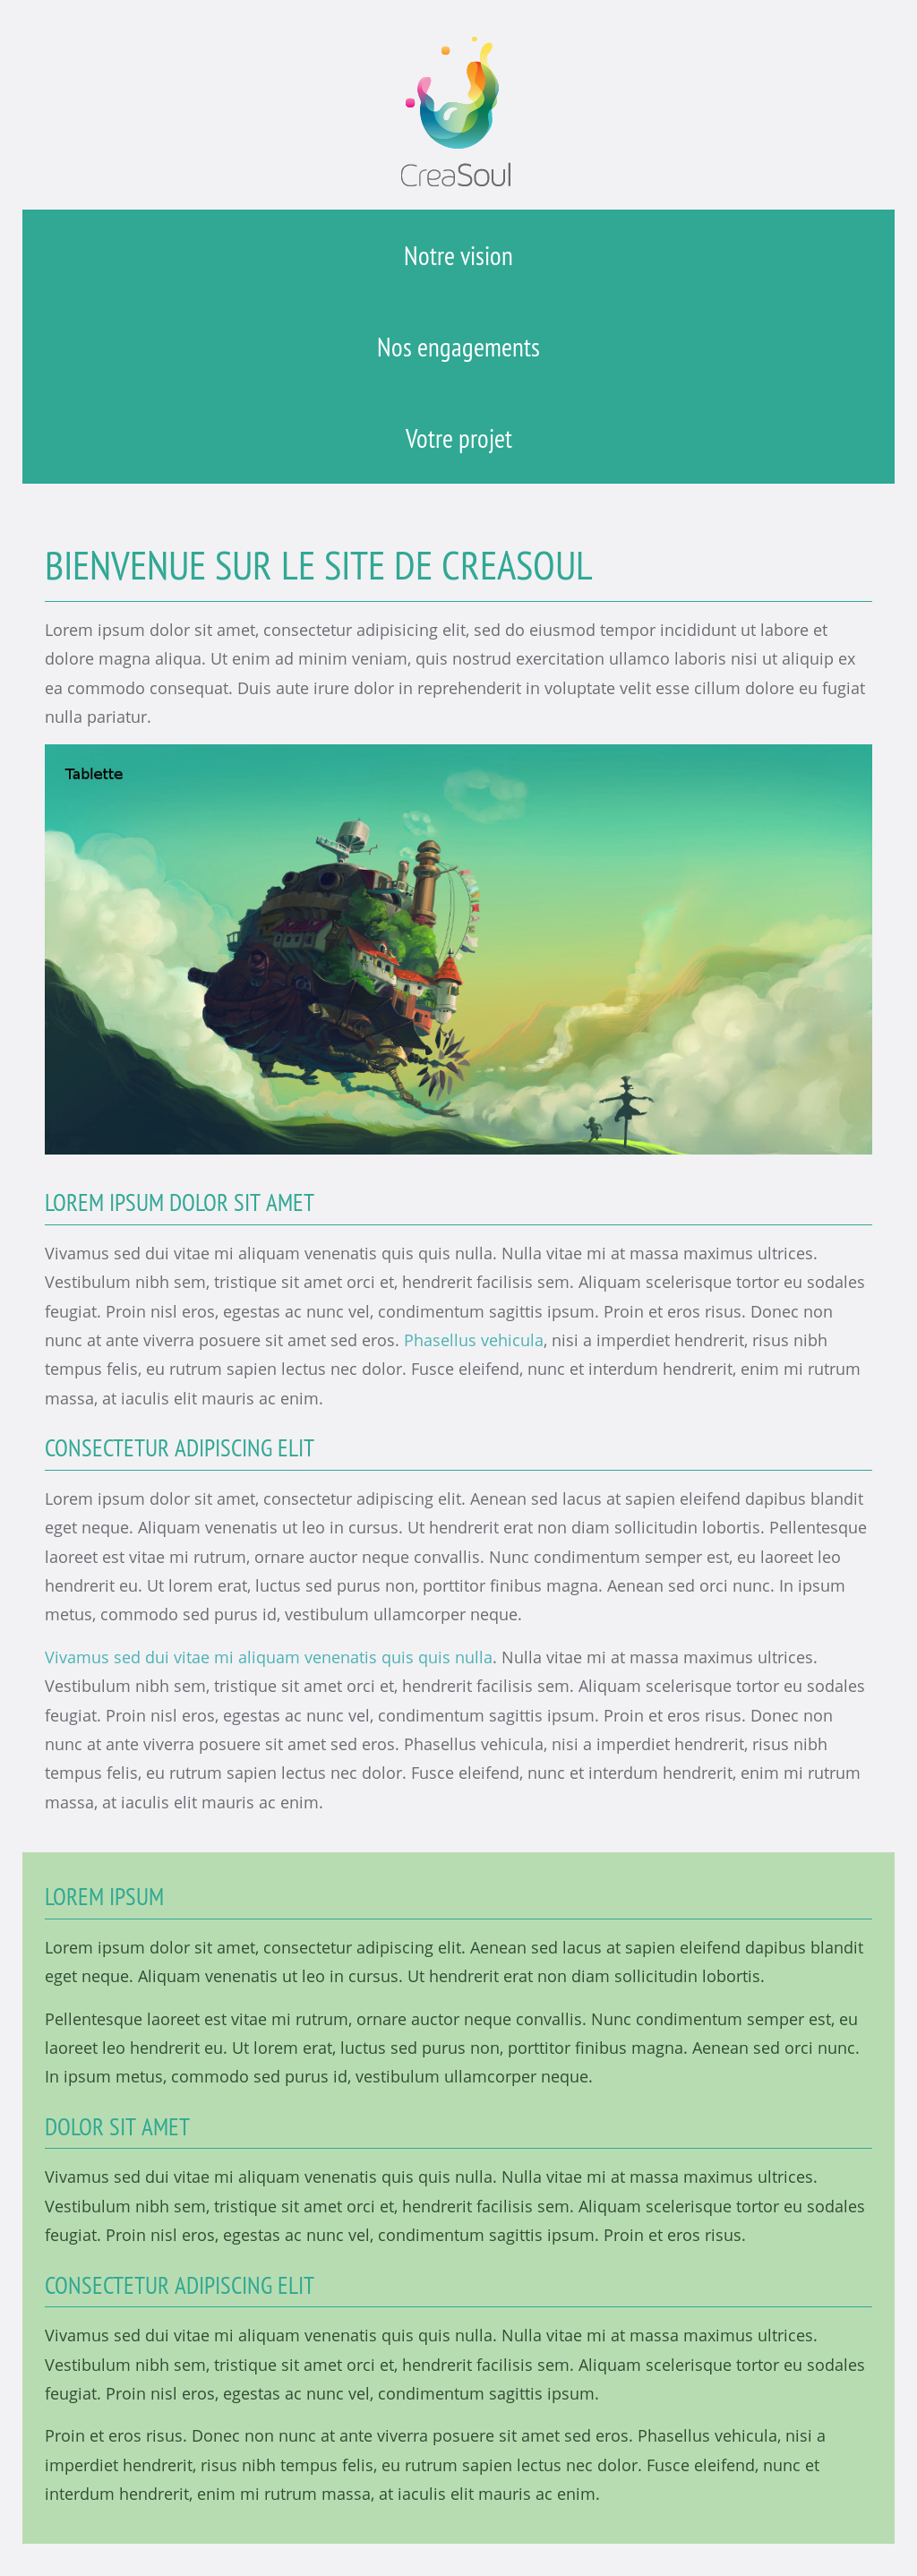 CreaSoul
Notre vision
Nos engagements
Votre projet
BIENVENUE SUR LE SITE DE CREASOUL
Lorem ipsum dolor sit amet, consectetur adipisicing elit, sed do eiusmod tempor incididunt ut labore et
dolore magna aliqua. Ut enim ad minim veniam, quis nostrud exercitation ullamco laboris nisi ut aliquip ex
ea commodo consequat. Duis aute irure dolor in reprehenderit in voluptate velit esse cillum dolore eu fugiat
nulla pariatur.
Tablette
LOREM IPSUM DOLOR SIT AMET
Vivamus sed dui vitae mi aliquam venenatis quis quis nulla. Nulla vitae mi at massa maximus ultrices.
Vestibulum nibh sem, tristique sit amet orci et, hendrerit facilisis sem. Aliquam scelerisque tortor eu sodales
feugiat. Proin nisl eros, egestas ac nunc vel, condimentum sagittis ipsum. Proin et eros risus. Donec non
nunc at ante viverra posuere sit amet sed eros. Phasellus vehicula, nisi a imperdiet hendrerit, risus nibh
tempus felis, eu rutrum sapien lectus nec dolor. Fusce eleifend, nunc et interdum hendrerit, enim mi rutrum
massa, at iaculis elit mauris ac enim.
CONSECTETUR ADIPISCING ELIT
Lorem ipsum dolor sit amet, consectetur adipiscing elit. Aenean sed lacus at sapien eleifend dapibus blandit
eget neque. Aliquam venenatis ut leo in cursus. Ut hendrerit erat non diam sollicitudin lobortis. Pellentesque
laoreet est vitae mi rutrum, ornare auctor neque convallis. Nunc condimentum semper est, eu laoreet leo
hendrerit eu. Ut lorem erat, luctus sed purus non, porttitor finibus magna. Aenean sed orci nunc. In ipsum
metus, commodo sed purus id, vestibulum ullamcorper neque.
Vivamus sed dui vitae mi aliquam venenatis quis quis nulla. Nulla vitae mi at massa maximus ultrices.
Vestibulum nibh sem, tristique sit amet orci et, hendrerit facilisis sem. Aliquam scelerisque tortor eu sodales
feugiat. Proin nisl eros, egestas ac nunc vel, condimentum sagittis ipsum. Proin et eros risus. Donec non
nunc at ante viverra posuere sit amet sed eros. Phasellus vehicula, nisi a imperdiet hendrerit, risus nibh
tempus felis, eu rutrum sapien lectus nec dolor. Fusce eleifend, nunc et interdum hendrerit, enim mi rutrum
massa, at iaculis elit mauris ac enim.
LOREM IPSUM
Lorem ipsum dolor sit amet, consectetur adipiscing elit. Aenean sed lacus at sapien eleifend dapibus blandit
eget neque. Aliquam venenatis ut leo in cursus. Ut hendrerit erat non diam sollicitudin lobortis.
Pellentesque laoreet est vitae mi rutrum, ornare auctor neque convallis. Nunc condimentum semper est, eu
laoreet leo hendrerit eu. Ut lorem erat, luctus sed purus non, porttitor finibus magna. Aenean sed orci nunc.
In ipsum metus, commodo sed purus id, vestibulum ullamcorper neque.
DOLOR SIT AMET
Vivamus sed dui vitae mi aliquam venenatis quis quis nulla. Nulla vitae mi at massa maximus ultrices.
Vestibulum nibh sem, tristique sit amet orci et, hendrerit facilisis sem. Aliquam scelerisque tortor eu sodales
feugiat. Proin nisl eros, egestas ac nunc vel, condimentum sagittis ipsum. Proin et eros risus.
CONSECTETUR ADIPISCING ELIT
Vivamus sed dui vitae mi aliquam venenatis quis quis nulla. Nulla vitae mi at massa maximus ultrices.
Vestibulum nibh sem, tristique sit amet orci et, hendrerit facilisis sem. Aliquam scelerisque tortor eu sodales
feugiat. Proin nisl eros, egestas ac nunc vel, condimentum sagittis ipsum.
Proin et eros risus. Donec non nunc at ante viverra posuere sit amet sed eros. Phasellus vehicula, nisi a
imperdiet hendrerit, risus nibh tempus felis, eu rutrum sapien lectus nec dolor. Fusce eleifend, nunc et
interdum hendrerit, enim mi rutrum massa, at iaculis elit mauris ac enim.